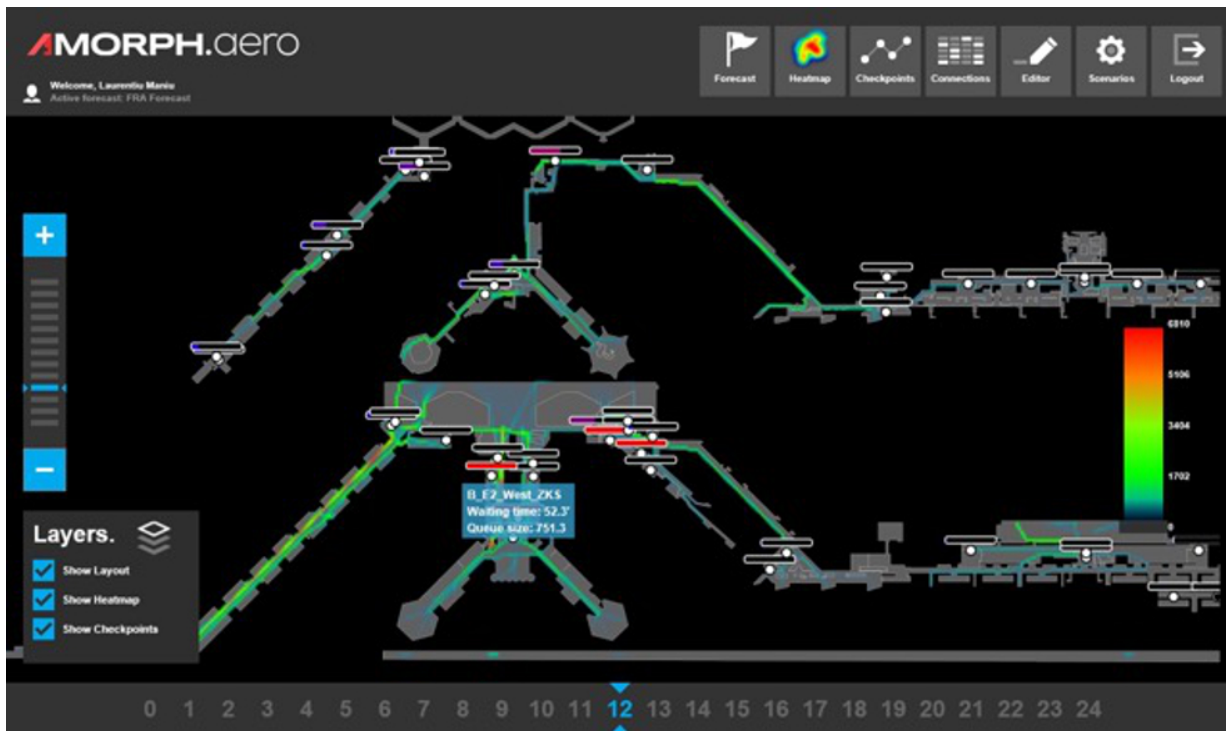 AMORPH.aero
Welcome, Laurentiu Maniu
Active forecast: FRA Forecast
Forecast
Heatmap
Checkpoints
Connections
Editor
Scenarios
Logout
6810
5106
3404
1702
0
B_E2_West_ZKS
Waiting time: 52.3'
Queue size: 751.3
Layers.
Show Layout
Show Heatmap
Show Checkpoints
0 1 2 3 4 5 6 7 8 9 10 11 12 13 14 15 16 17 18 19 20 21 22 23 24